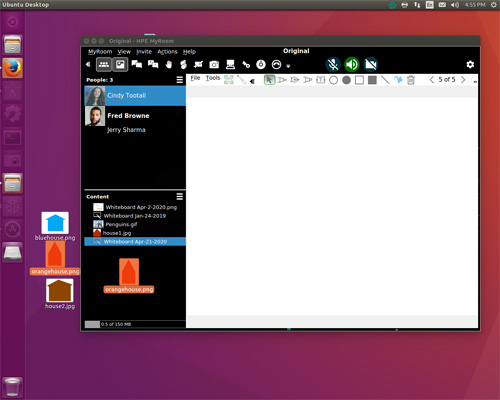 Ubuntu Desktop
En
4:55 PM
Original - HPE MyRoom
MyRoom View Invite Actions Help
Original
People: 3
File Tools
5 of 5
Cindy Tootall
Fred Browne
Jerry Sharma
Content
Whiteboard Apr-2-2020.png
Whiteboard Jan-24-2019
Penguins.gif
house1.jpg
Whiteboard Apr-21-2020
bluehouse.png
orangehouse.png
orangehouse.png
house2.jpg
0.5 of 150 MB